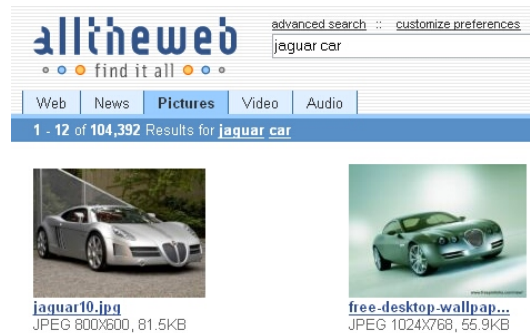 alltheweb
find it all
advanced search :: customize preferences
jaguar car
Web News Pictures Video Audio
1 - 12 of 104,392 Results for jaguar car
jaguar10.jpg
JPEG 800X600, 81.5KB
free-desktop-wallpap...
JPEG 1024X768, 55.9KB